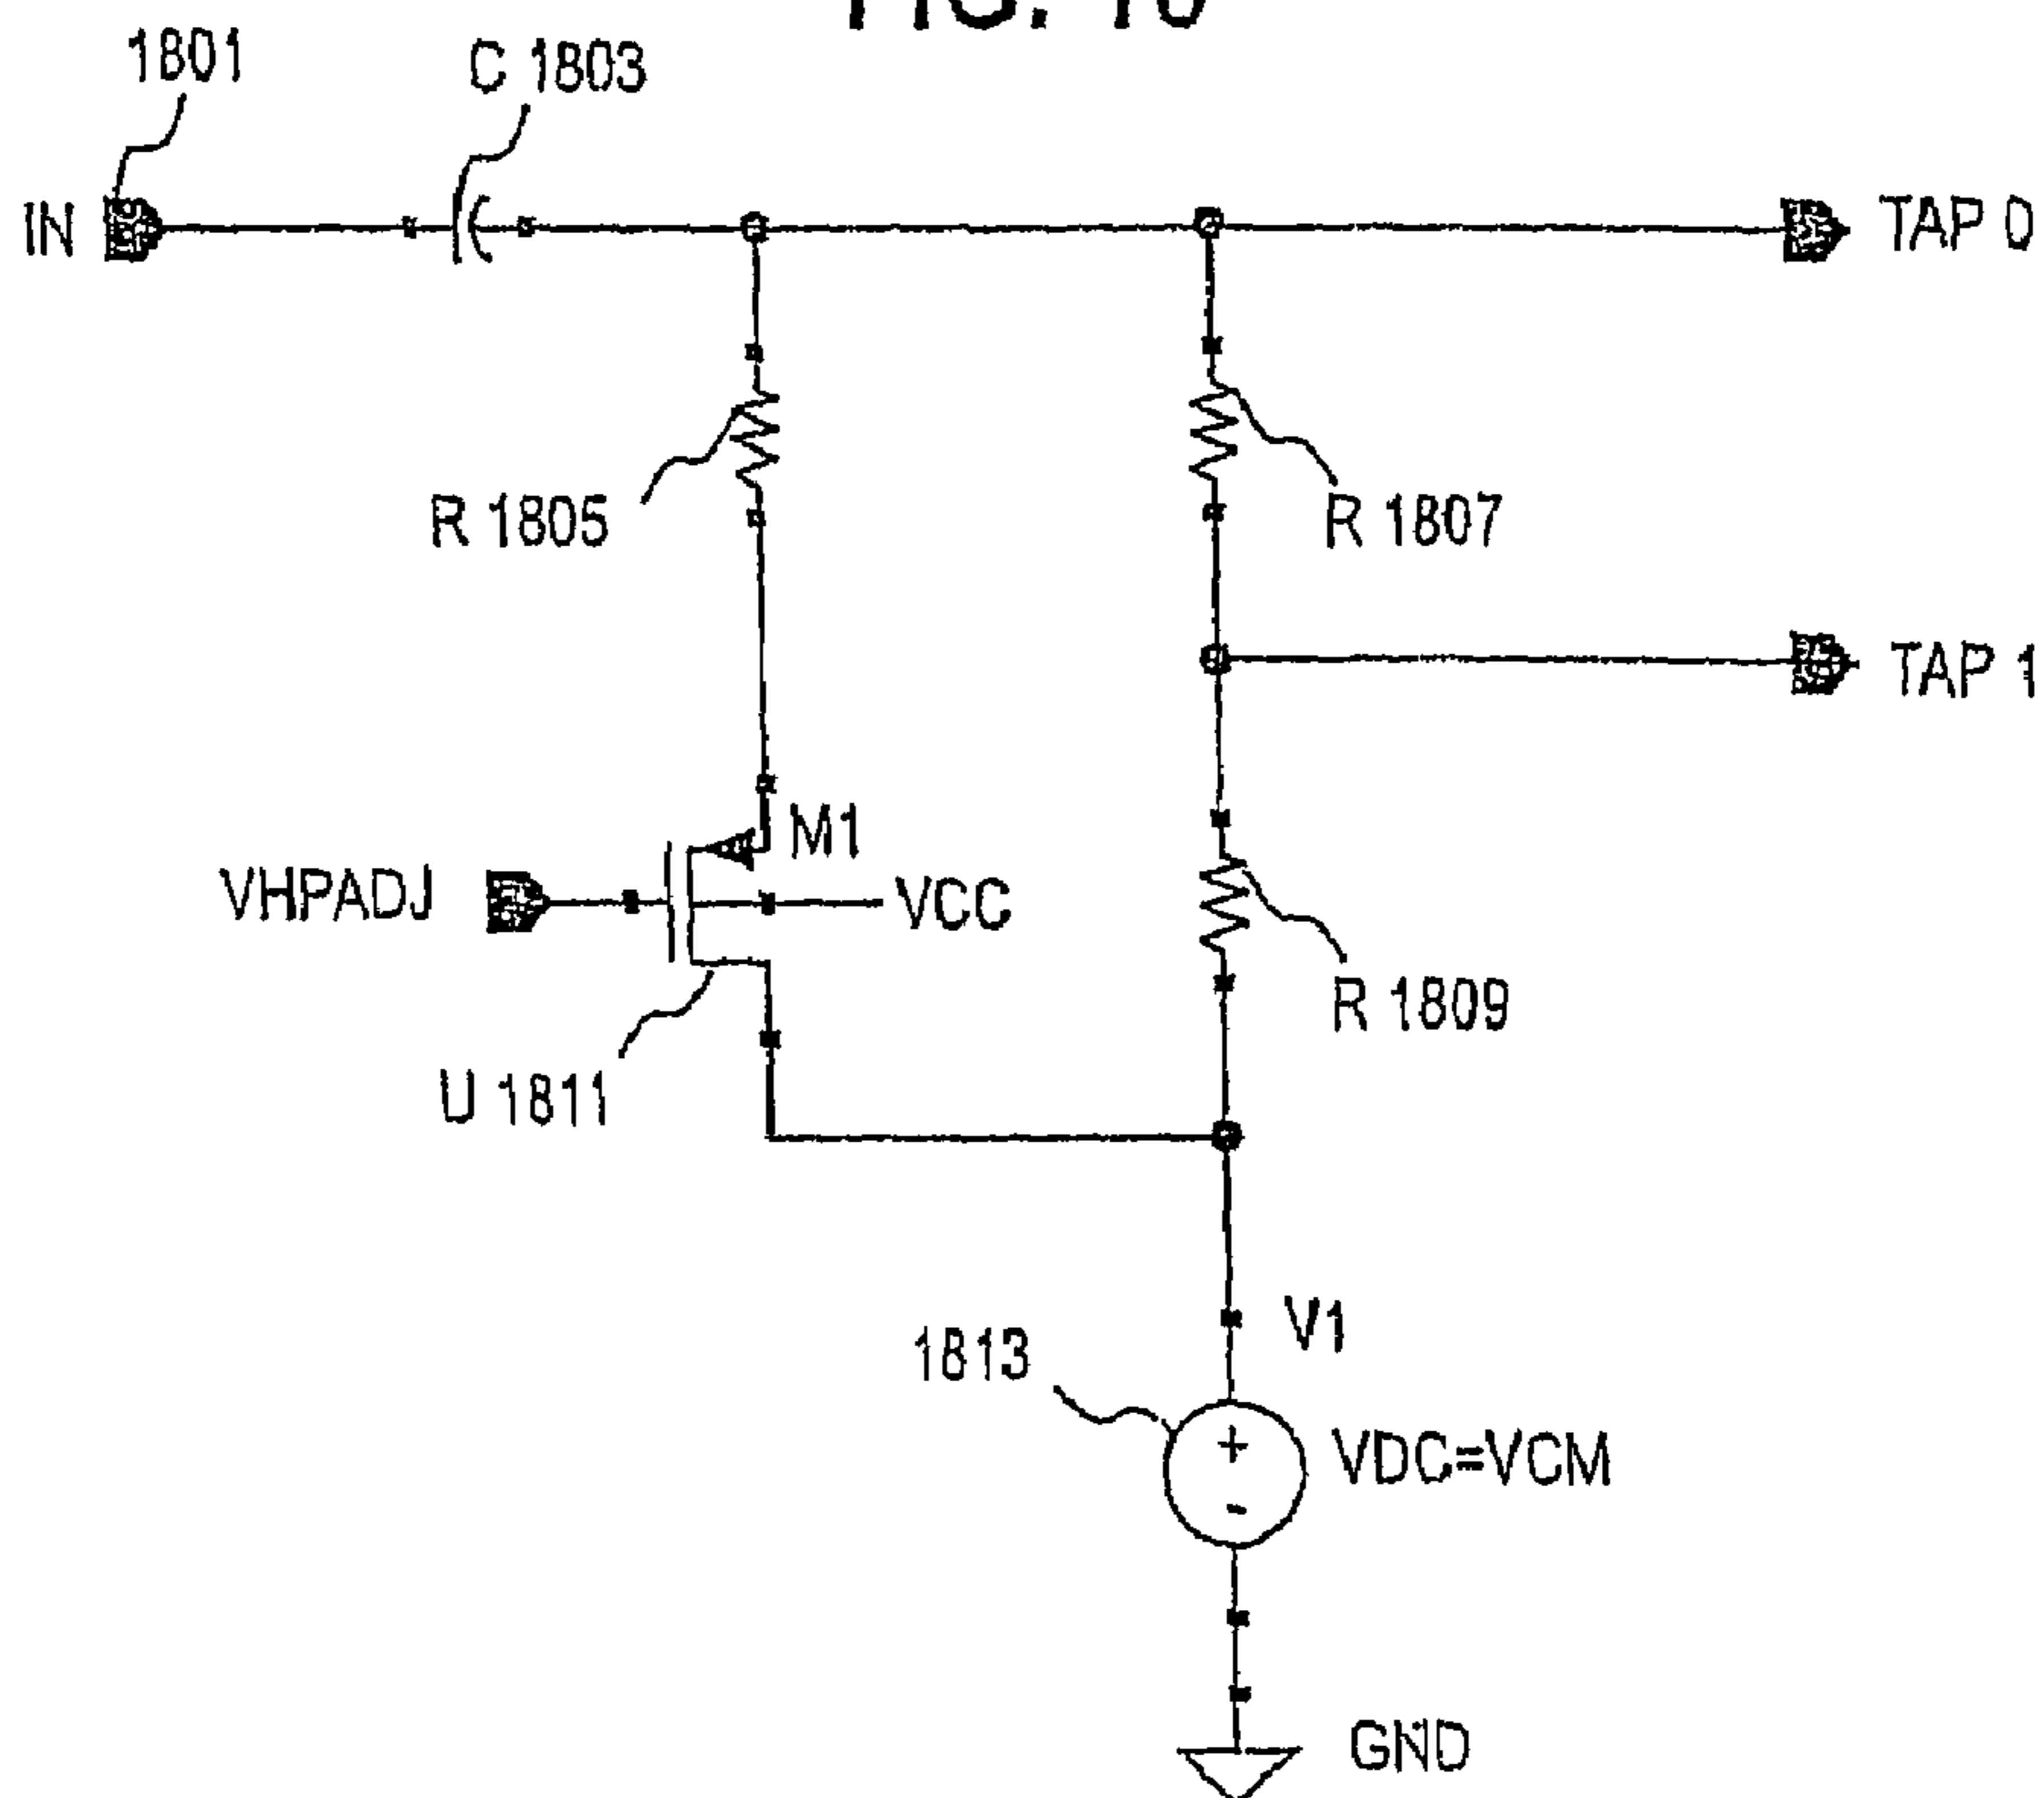 1801
C 1803
IN
TAP 0
R 1805
R 1807
TAP 1
M1
VHPADJ
VCC
R 1809
U 1811
V1
1813
+
VDC=VCM
-
GND